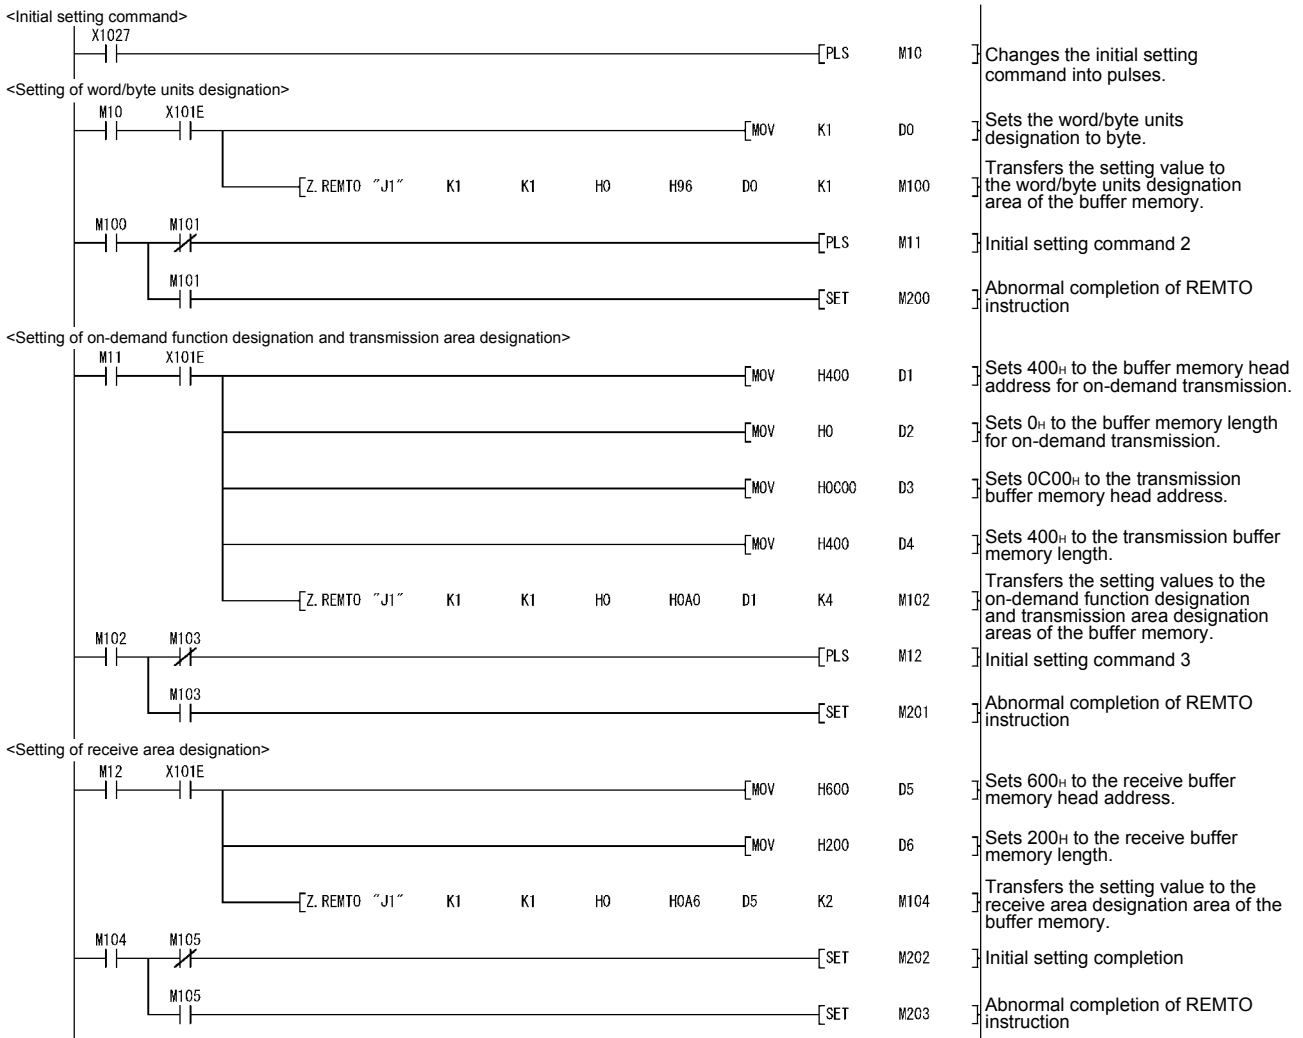 <Initial setting command>
X1027
[PLS M10 ] Changes the initial setting
command into pulses.
<Setting of word/byte units designation>
M10 X101E
[MOV K1 D0 ] Sets the word/byte units
designation to byte.
[Z.REMTO "J1" K1 K1 H0 H96 D0 K1 M100 ] Transfers the setting value to
the word/byte units designation
area of the buffer memory.
M100 M101
[PLS M11 ] Initial setting command 2
M101
[SET M200 ] Abnormal completion of REMTO
instruction
<Setting of on-demand function designation and transmission area designation>
M11 X101E
[MOV H400 D1 ] Sets 400H to the buffer memory head
address for on-demand transmission.
[MOV H0 D2 ] Sets 0H to the buffer memory length
for on-demand transmission.
[MOV H0C00 D3 ] Sets 0C00H to the transmission
buffer memory head address.
[MOV H400 D4 ] Sets 400H to the transmission buffer
memory length.
[Z.REMTO "J1" K1 K1 H0 H0A0 D1 K4 M102 ] Transfers the setting values to the
on-demand function designation
and transmission area designation
areas of the buffer memory.
M102 M103
[PLS M12 ] Initial setting command 3
M103
[SET M201 ] Abnormal completion of REMTO
instruction
<Setting of receive area designation>
M12 X101E
[MOV H600 D5 ] Sets 600H to the receive buffer
memory head address.
[MOV H200 D6 ] Sets 200H to the receive buffer
memory length.
[Z.REMTO "J1" K1 K1 H0 H0A6 D5 K2 M104 ] Transfers the setting value to the
receive area designation area of the
buffer memory.
M104 M105
[SET M202 ] Initial setting completion
M105
[SET M203 ] Abnormal completion of REMTO
instruction